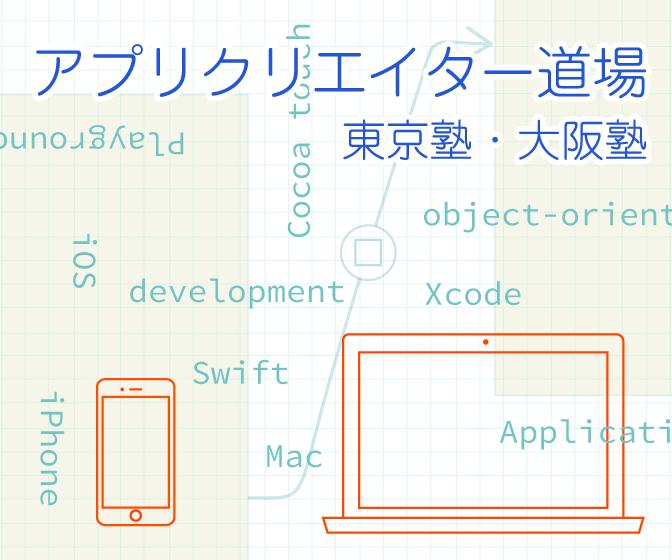 アプリクリエイター道場
東京塾・大阪塾
Cocoa touch
Playgroun
object-orient
iOS
development
Xcode
Swift
iPhone
Mac
Applicati